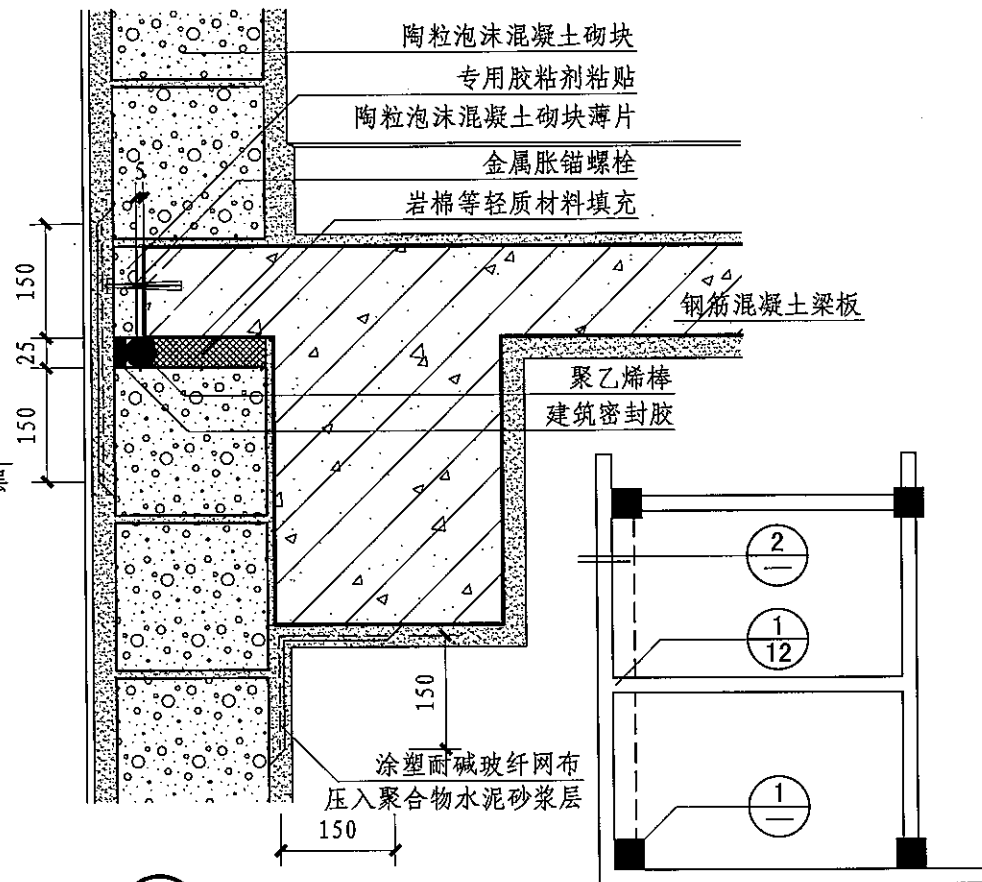 陶粒泡沫混凝土砌块
专用胶粘剂粘贴
陶粒泡沫混凝土砌块薄片
金属胀锚螺栓
岩棉等轻质材料填充
5
150
25
150
钢筋混凝土梁板
聚乙烯棒
建筑密封胶
2
—
1
12
150
涂塑耐碱玻纤网布
压入聚合物水泥砂浆层
150
1
—